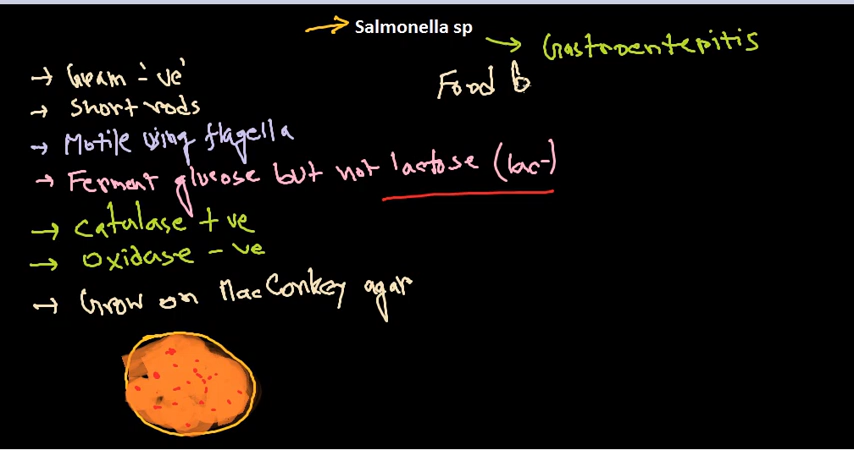 → Salmonella sp
→ Gastroenteritis
Food b
→ Gram '-ve'
→ Short rods
→ Motile using flagella
→ Ferment glucose but not lactose (lac-)
→ Catalase +ve
→ Oxidase -ve
→ Grow on MacConkey agar